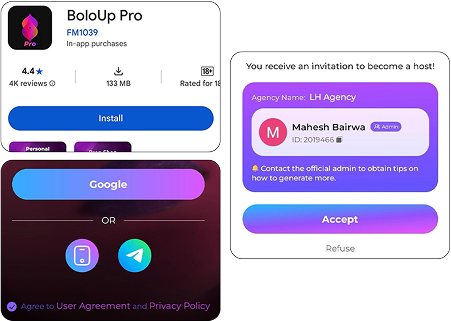 BoloUp Pro
FM1039
In-app purchases
4.4★
4K reviews
133 MB
18+
Rated for 18
Install
Personal
Pro
Google
OR
Agree to User Agreement and Privacy Policy
You receive an invitation to become a host!
Agency Name: LH Agency
M
Mahesh Bairwa
Admin
ID: 2019466
Contact the official admin to obtain tips on
how to generate more.
Accept
Refuse